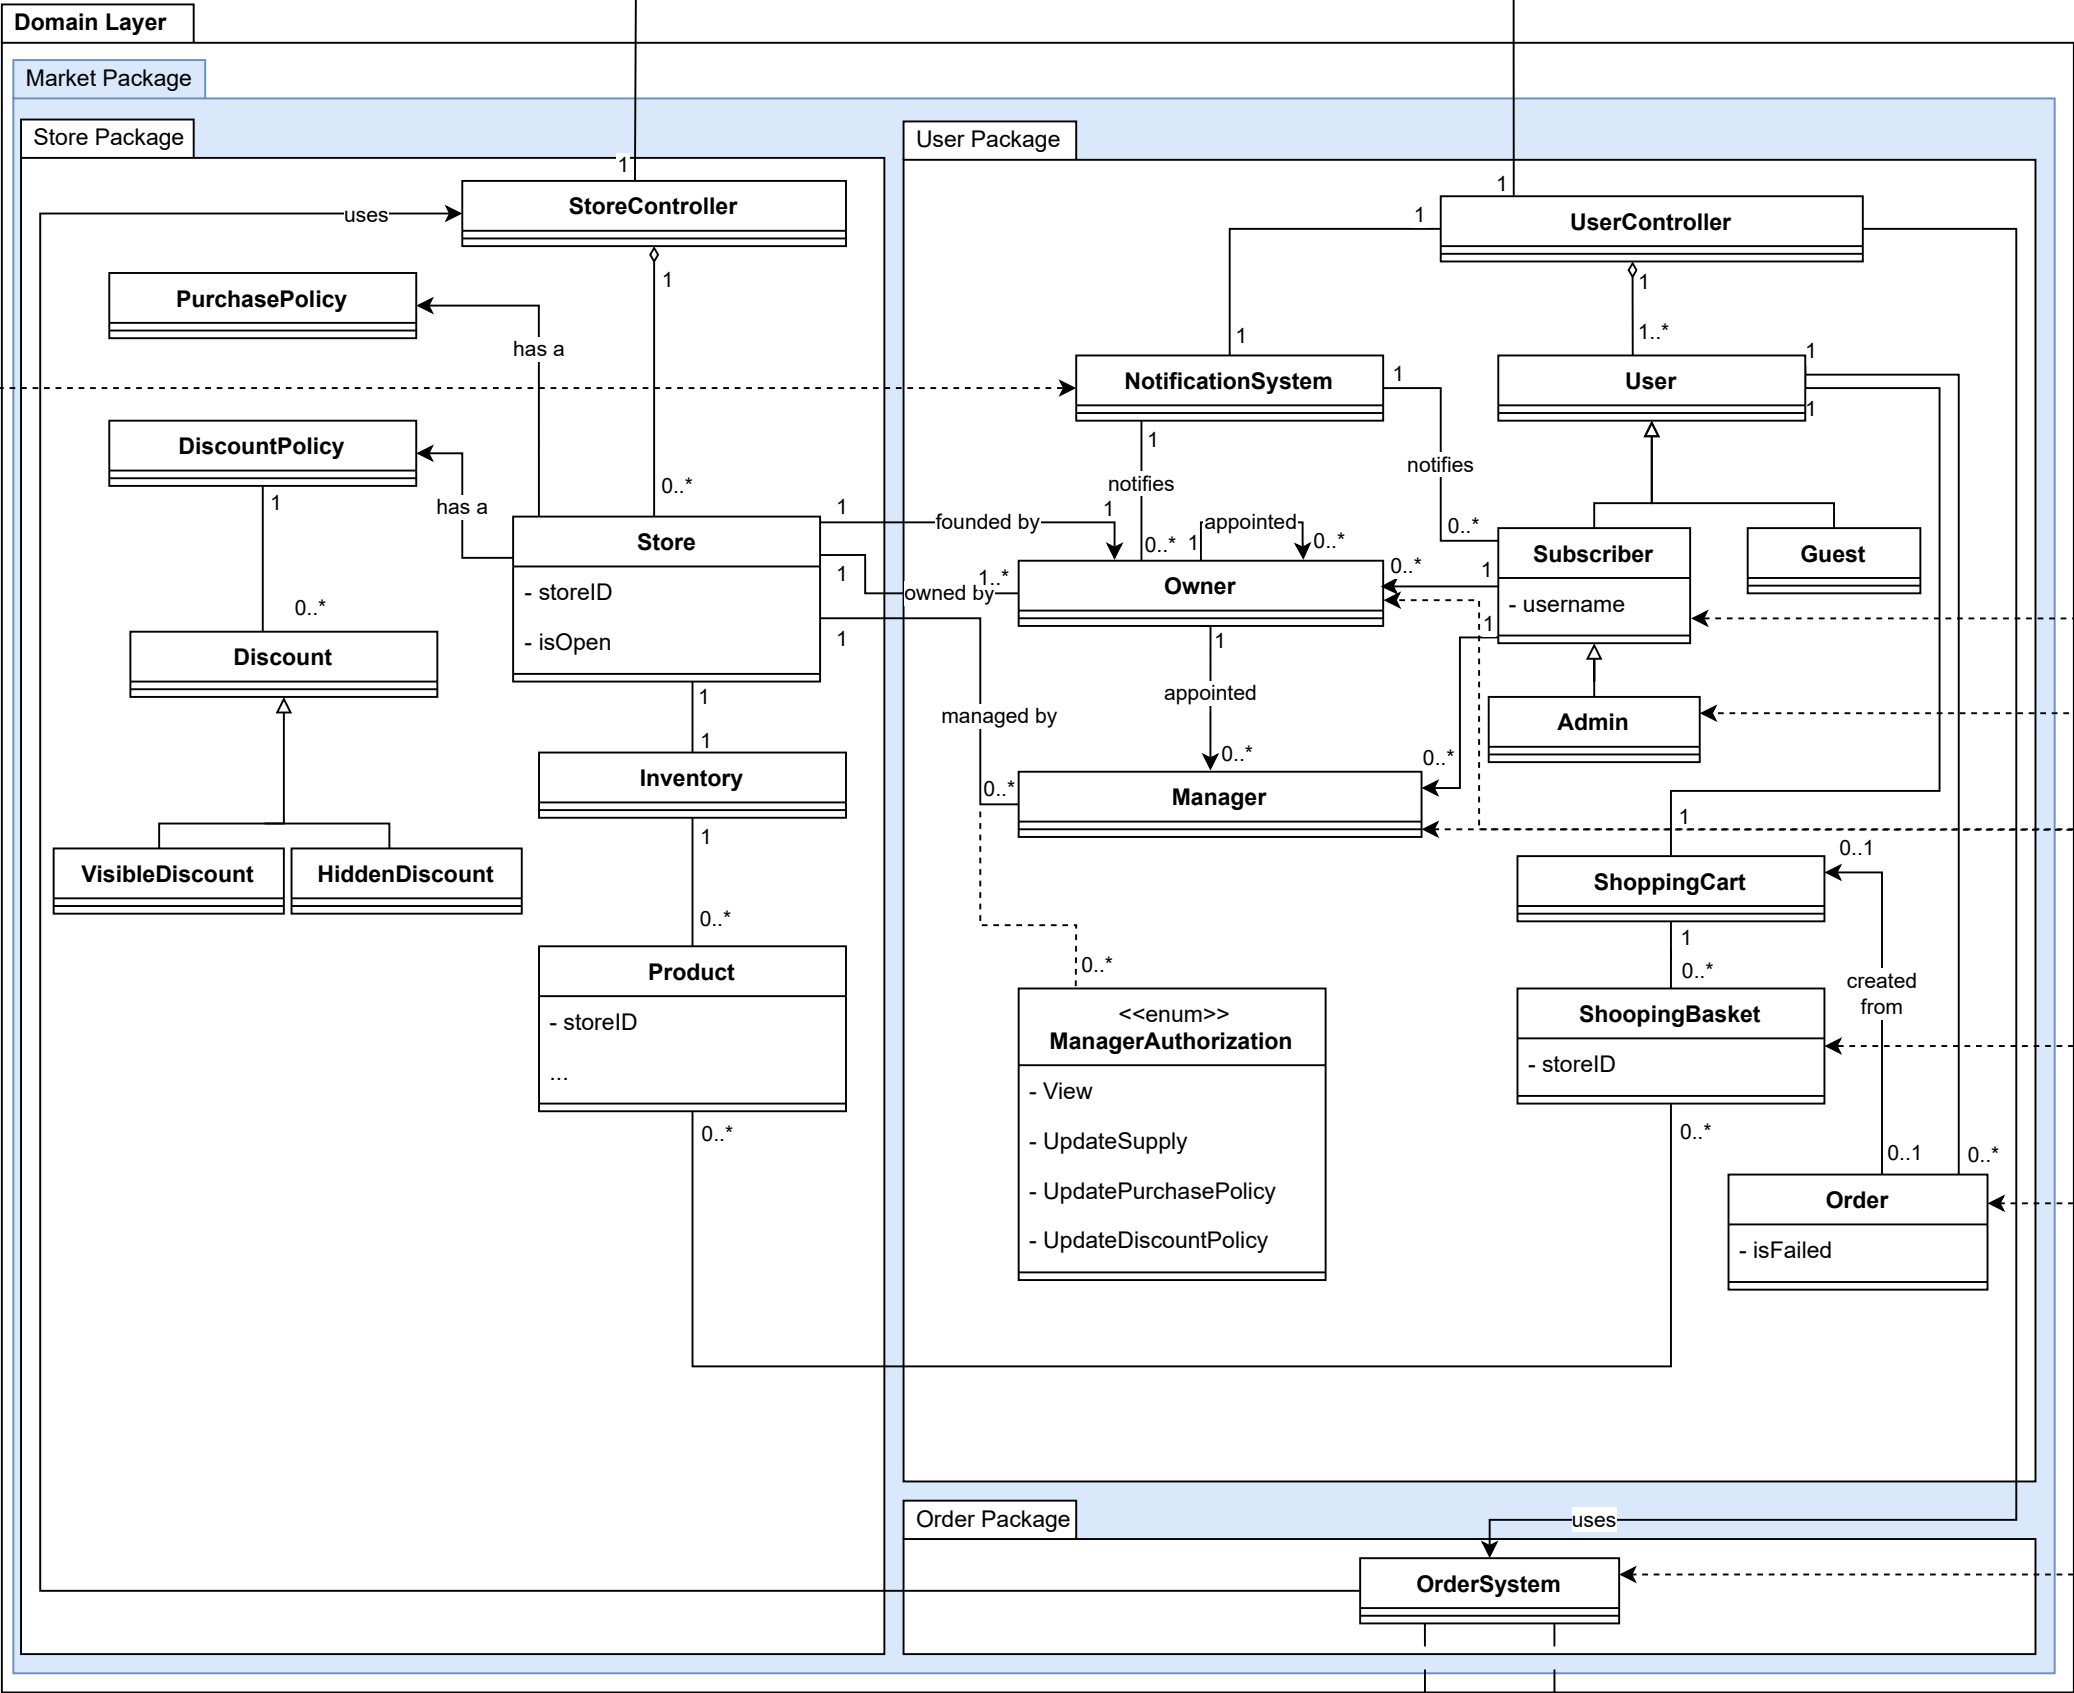 Domain Layer
Market Package
Store Package
User Package
1
StoreController
uses
1
PurchasePolicy
has a
DiscountPolicy
1
has a
0..*
Discount
VisibleDiscount
HiddenDiscount
0..*
Store
- storeID
- isOpen
1
1
1
1
1
Inventory
1
0..*
Product
- storeID
...
0..*
founded by
1
owned by
1..*
managed by
0..*
1
UserController
1
1
1
1..*
NotificationSystem
1
1
notifies
0..*
notifies
0..*
User
1
1
1
appointed
0..*
Owner
0..*
1
1
appointed
0..*
Subscriber
- username
Guest
1
Admin
0..*
Manager
0..*
<<enum>>
ManagerAuthorization
- View
- UpdateSupply
- UpdatePurchasePolicy
- UpdateDiscountPolicy
1
ShoppingCart
0..1
1
0..*
created
from
ShoopingBasket
- storeID
0..*
0..1
0..*
Order
- isFailed
Order Package
uses
OrderSystem